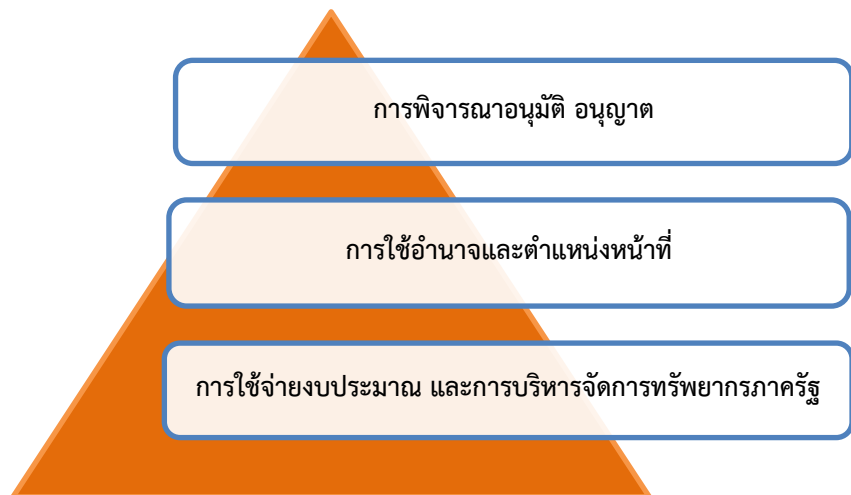 การพิจารณาอนุมัติ อนุญาต
การใช้อำนาจและตำแหน่งหน้าที่
การใช้จ่ายงบประมาณ และการบริหารจัดการทรัพยากรภาครัฐ